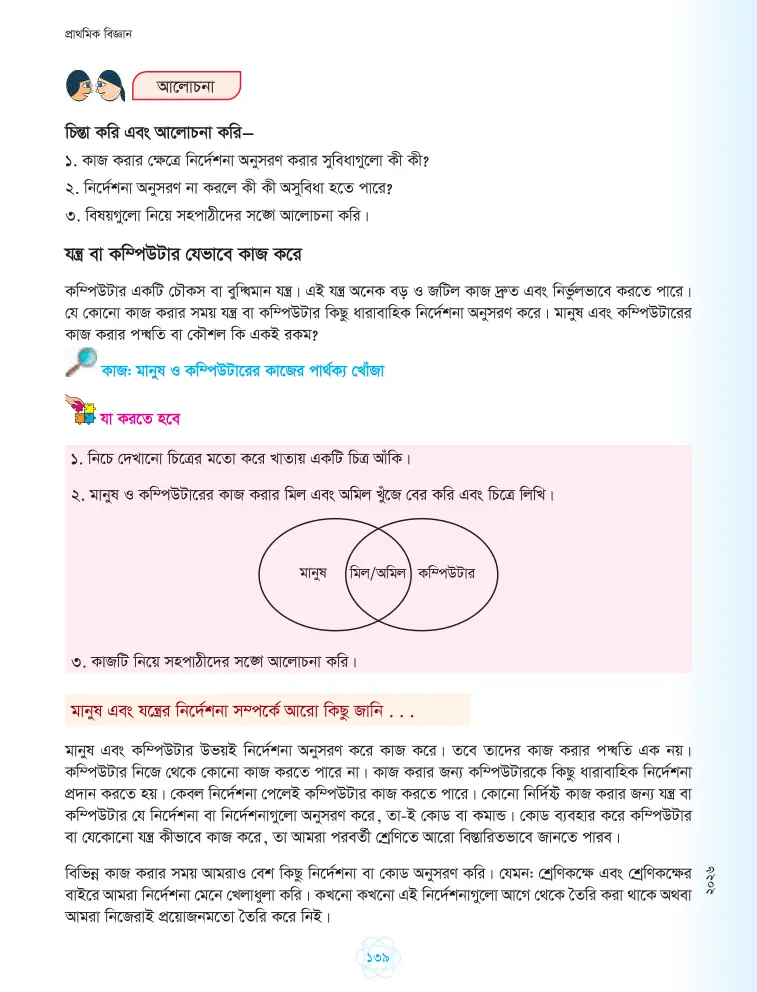 প্রাথমিক বিজ্ঞান
আলোচনা
চিন্তা করি এবং আলোচনা করি—
১. কাজ করার ক্ষেত্রে নির্দেশনা অনুসরণ করার সুবিধাগুলো কী কী?
২. নির্দেশনা অনুসরণ না করলে কী কী অসুবিধা হতে পারে?
৩. বিষয়গুলো নিয়ে সহপাঠীদের সঙ্গে আলোচনা করি।
যন্ত্র বা কম্পিউটার যেভাবে কাজ করে
কম্পিউটার একটি চৌকস বা বুদ্ধিমান যন্ত্র। এই যন্ত্র অনেক বড় ও জটিল কাজ দ্রুত এবং নির্ভুলভাবে করতে পারে।
যে কোনো কাজ করার সময় যন্ত্র বা কম্পিউটার কিছু ধারাবাহিক নির্দেশনা অনুসরণ করে। মানুষ এবং কম্পিউটারের
কাজ করার পদ্ধতি বা কৌশল কি একই রকম?
কাজ: মানুষ ও কম্পিউটারের কাজের পার্থক্য খোঁজা
যা করতে হবে
১. নিচে দেখানো চিত্রের মতো করে খাতায় একটি চিত্র আঁকি।
২. মানুষ ও কম্পিউটারের কাজ করার মিল এবং অমিল খুঁজে বের করি এবং চিত্রে লিখি।
মানুষ মিল/অমিল কম্পিউটার
৩. কাজটি নিয়ে সহপাঠীদের সঙ্গে আলোচনা করি।
মানুষ এবং যন্ত্রের নির্দেশনা সম্পর্কে আরো কিছু জানি . . .
মানুষ এবং কম্পিউটার উভয়ই নির্দেশনা অনুসরণ করে কাজ করে। তবে তাদের কাজ করার পদ্ধতি এক নয়।
কম্পিউটার নিজে থেকে কোনো কাজ করতে পারে না। কাজ করার জন্য কম্পিউটারকে কিছু ধারাবাহিক নির্দেশনা
প্রদান করতে হয়। কেবল নির্দেশনা পেলেই কম্পিউটার কাজ করতে পারে। কোনো নির্দিষ্ট কাজ করার জন্য যন্ত্র বা
কম্পিউটার যে নির্দেশনা বা নির্দেশনাগুলো অনুসরণ করে, তা-ই কোড বা কমান্ড। কোড ব্যবহার করে কম্পিউটার
বা যেকোনো যন্ত্র কীভাবে কাজ করে, তা আমরা পরবর্তী শ্রেণিতে আরো বিস্তারিতভাবে জানতে পারব।
বিভিন্ন কাজ করার সময় আমরাও বেশ কিছু নির্দেশনা বা কোড অনুসরণ করি। যেমন: শ্রেণিকক্ষে এবং শ্রেণিকক্ষের
বাইরে আমরা নির্দেশনা মেনে খেলাধুলা করি। কখনো কখনো এই নির্দেশনাগুলো আগে থেকে তৈরি করা থাকে অথবা
আমরা নিজেরাই প্রয়োজনমতো তৈরি করে নিই।
২০২৬
১৩৯